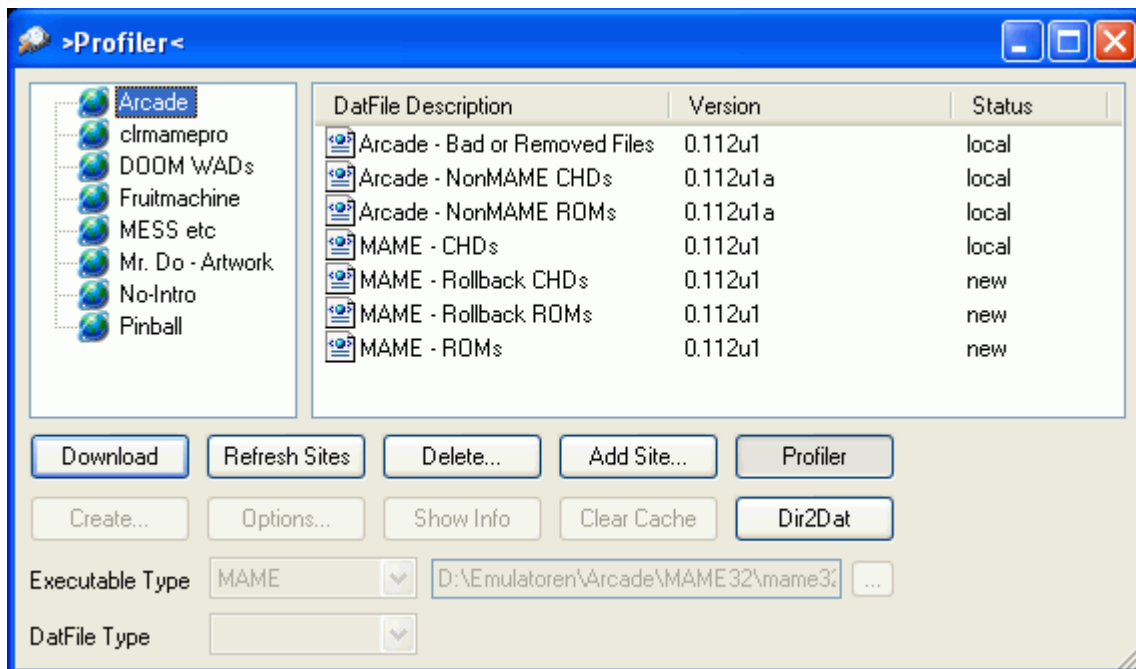 >Profiler<
Arcade
clrmamepro
DOOM WADs
Fruitmachine
MESS etc
Mr. Do - Artwork
No-Intro
Pinball
DatFile Description Version Status
Arcade - Bad or Removed Files 0.112u1 local
Arcade - NonMAME CHDs 0.112u1a local
Arcade - NonMAME ROMs 0.112u1a local
MAME - CHDs 0.112u1 local
MAME - Rollback CHDs 0.112u1 new
MAME - Rollback ROMs 0.112u1 new
MAME - ROMs 0.112u1 new
Download Refresh Sites Delete... Add Site... Profiler
Create... Options... Show Info Clear Cache Dir2Dat
Executable Type MAME D:\Emulatoren\Arcade\MAME32\mame32 ...
DatFile Type